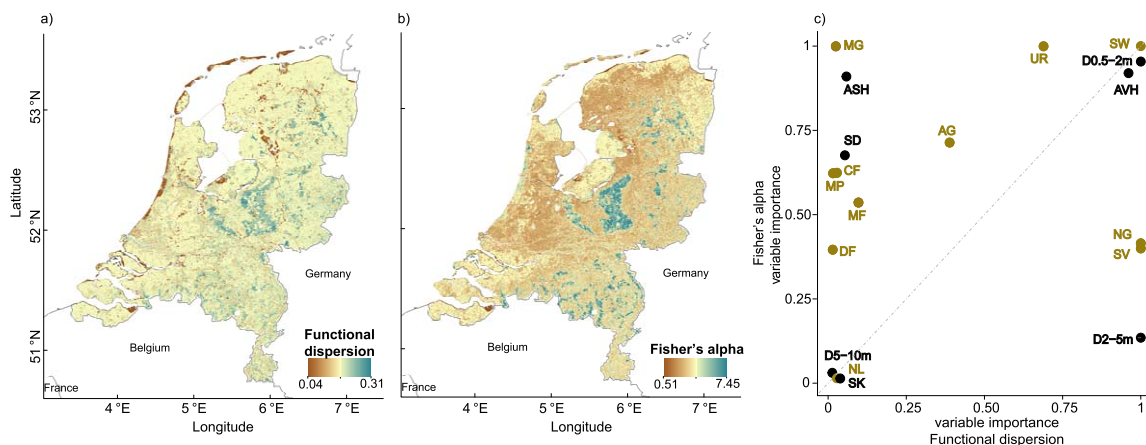 a)
b)
c)
53 °N
52 °N
51 °N
Latitude
Germany
Belgium
France
Functional
dispersion
0.04
0.31
4 °E
5 °E
6 °E
7 °E
Longitude
Germany
Belgium
France
Fisher's alpha
0.51
7.45
4 °E
5 °E
6 °E
7 °E
Longitude
Fisher's alpha
variable importance
1
0.75
0.50
0.25
0
MG
UR
SW
D0.5−2m
ASH
AVH
AG
SD
CF
MP
MF
DF
NG
SV
D2−5m
D5−10m
NL
SK
0
0.25
0.50
0.75
1
variable importance
Functional dispersion